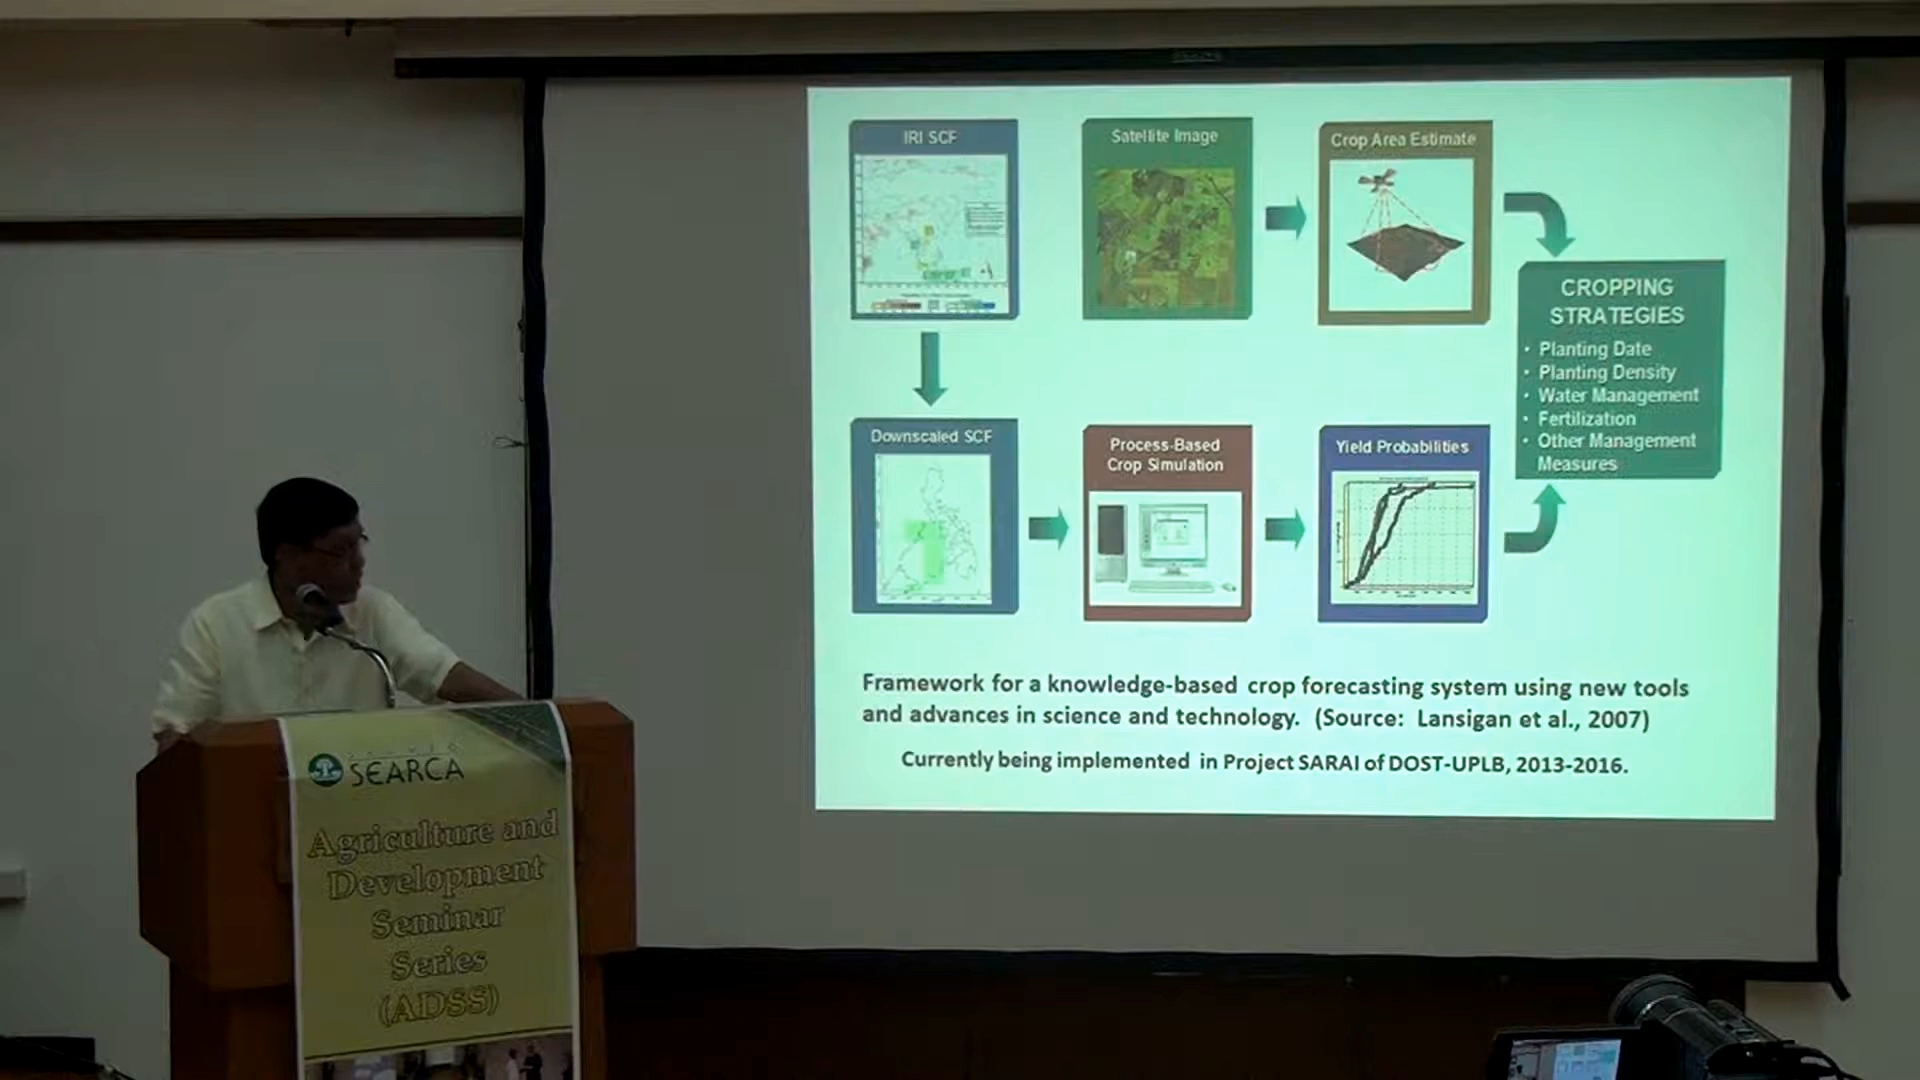 IRI SCF
Satellite Image
Crop Area Estimate
CROPPING
STRATEGIES
• Planting Date
• Planting Density
• Water Management
• Fertilization
• Other Management
Measures
Downscaled SCF
Process-Based
Crop Simulation
Yield Probabilities
Framework for a knowledge-based crop forecasting system using new tools
and advances in science and technology. (Source: Lansigan et al., 2007)
Currently being implemented in Project SARAI of DOST-UPLB, 2013-2016.
SEARCA
Agriculture and
Development
Seminar
Series
(ADSS)